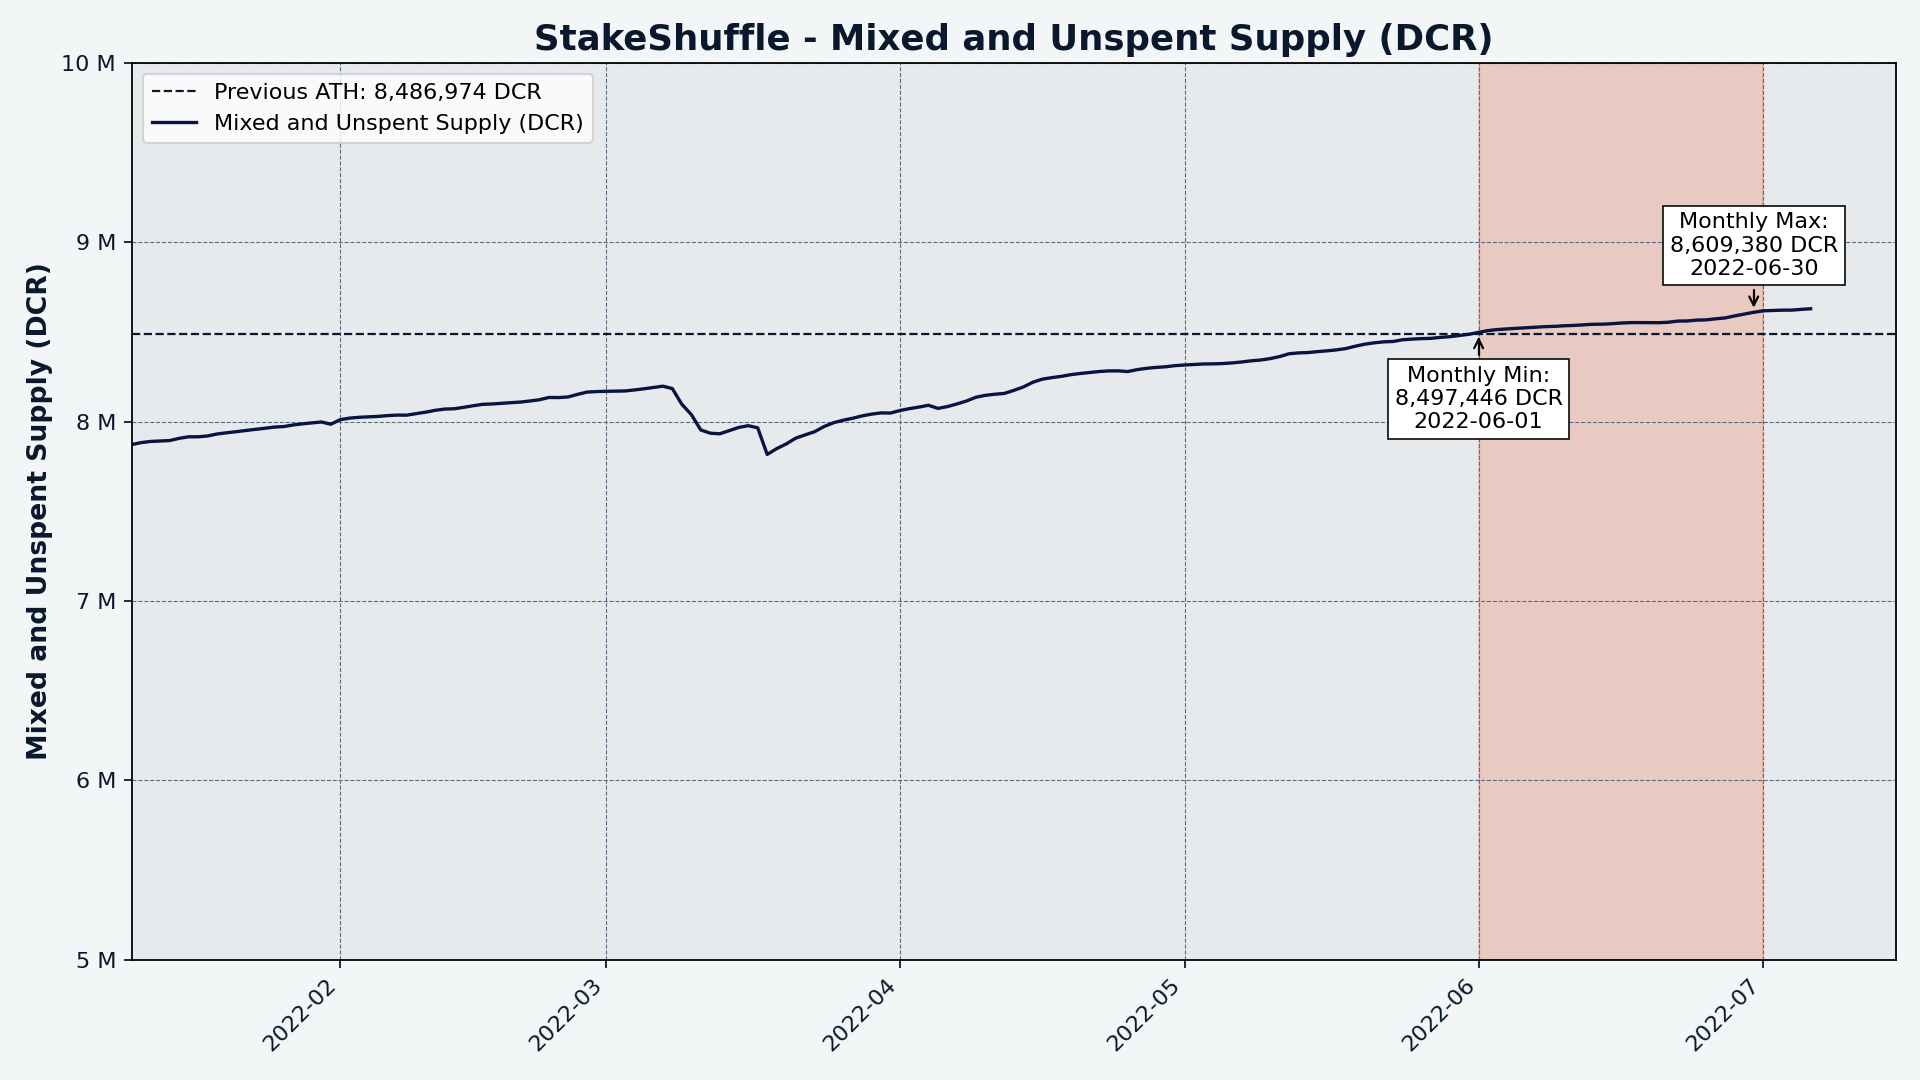 StakeShuffle - Mixed and Unspent Supply (DCR)
Previous ATH: 8,486,974 DCR
Mixed and Unspent Supply (DCR)
Mixed and Unspent Supply (DCR)
10 M
9 M
8 M
7 M
6 M
5 M
Monthly Max:
8,609,380 DCR
2022-06-30
Monthly Min:
8,497,446 DCR
2022-06-01
2022-02
2022-03
2022-04
2022-05
2022-06
2022-07